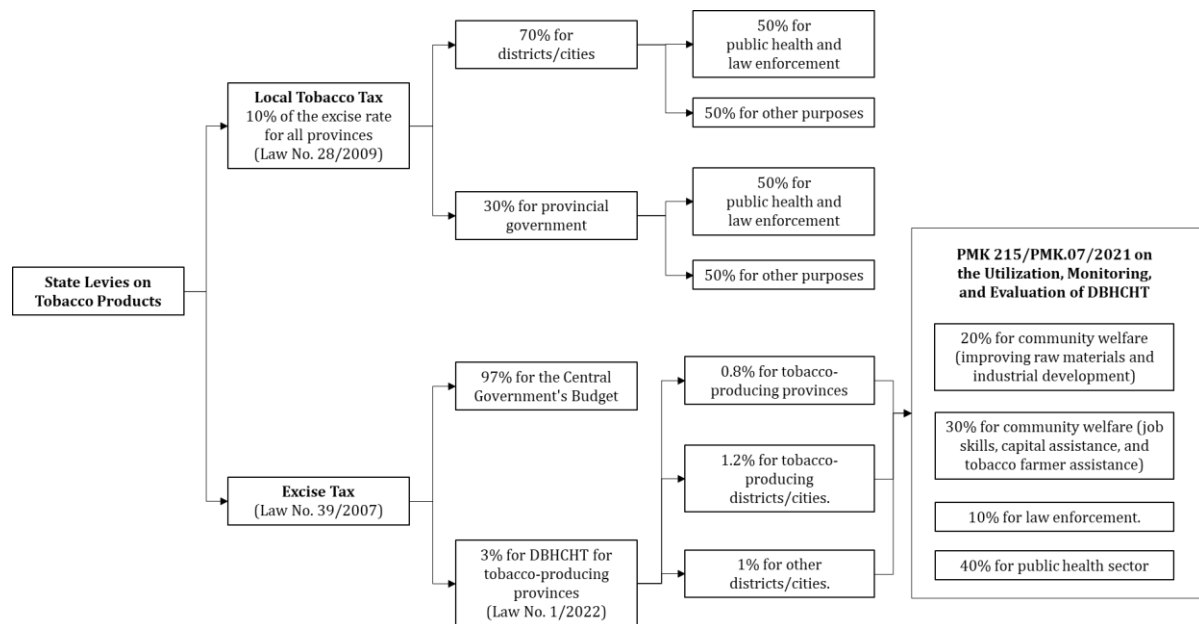 State Levies on
Tobacco Products
Local Tobacco Tax
10% of the excise rate
for all provinces
(Law No. 28/2009)
70% for
districts/cities
50% for
public health and
law enforcement
50% for other purposes
30% for provincial
government
50% for
public health and
law enforcement
50% for other purposes
Excise Tax
(Law No. 39/2007)
97% for the Central
Government's Budget
3% for DBHCHT for
tobacco-producing
provinces
(Law No. 1/2022)
0.8% for tobacco-
producing provinces
1.2% for tobacco-
producing
districts/cities.
1% for other
districts/cities.
PMK 215/PMK.07/2021 on
the Utilization, Monitoring,
and Evaluation of DBHCHT
20% for community welfare
(improving raw materials and
industrial development)
30% for community welfare (job
skills, capital assistance, and
tobacco farmer assistance)
10% for law enforcement.
40% for public health sector